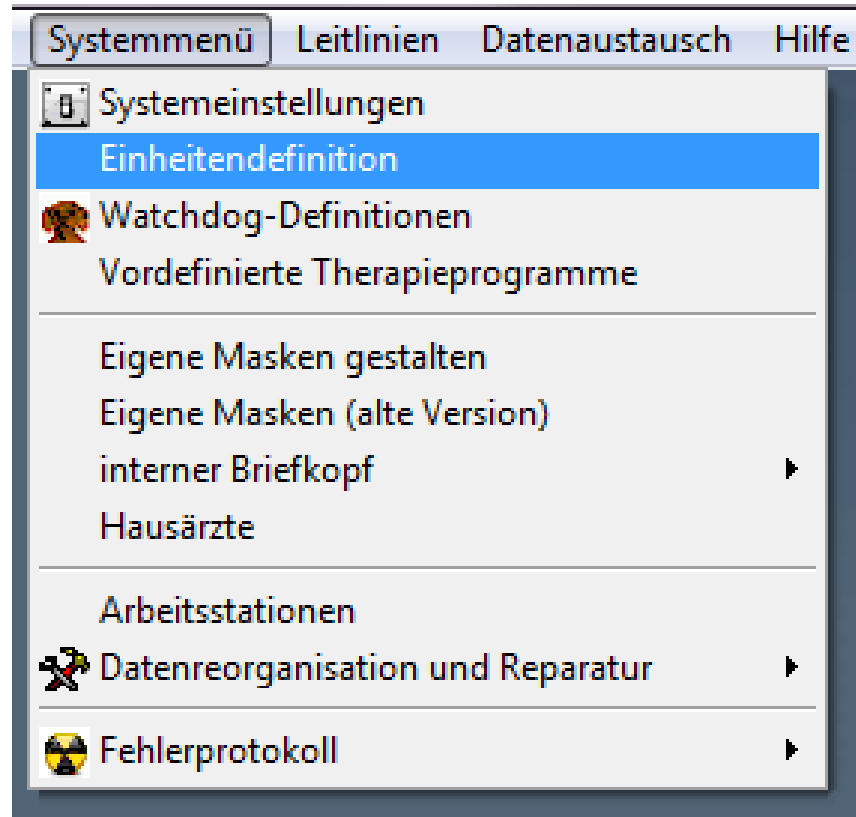 Systemmenü Leitlinien Datenaustausch Hilfe
Systemeinstellungen
Einheitendefinition
Watchdog-Definitionen
Vordefinierte Therapieprogramme
Eigene Masken gestalten
Eigene Masken (alte Version)
interner Briefkopf
Hausärzte
Arbeitsstationen
Datenreorganisation und Reparatur
Fehlerprotokoll